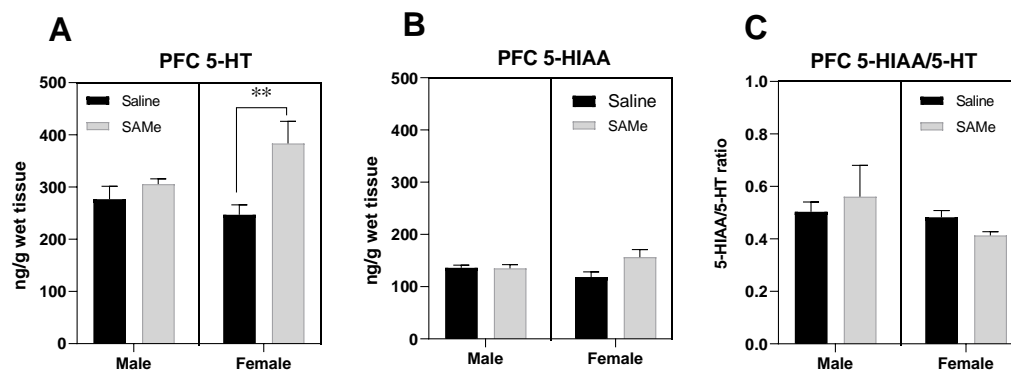 A
PFC 5-HT
500
400
300
200
100
0
ng/g wet tissue
Saline
SAMe
**
Male
Female
B
PFC 5-HIAA
500
400
300
200
100
0
ng/g wet tissue
Saline
SAMe
Male
Female
C
PFC 5-HIAA/5-HT
1.0
0.8
0.6
0.4
0.2
0.0
5-HIAA/5-HT ratio
Saline
SAMe
Male
Female